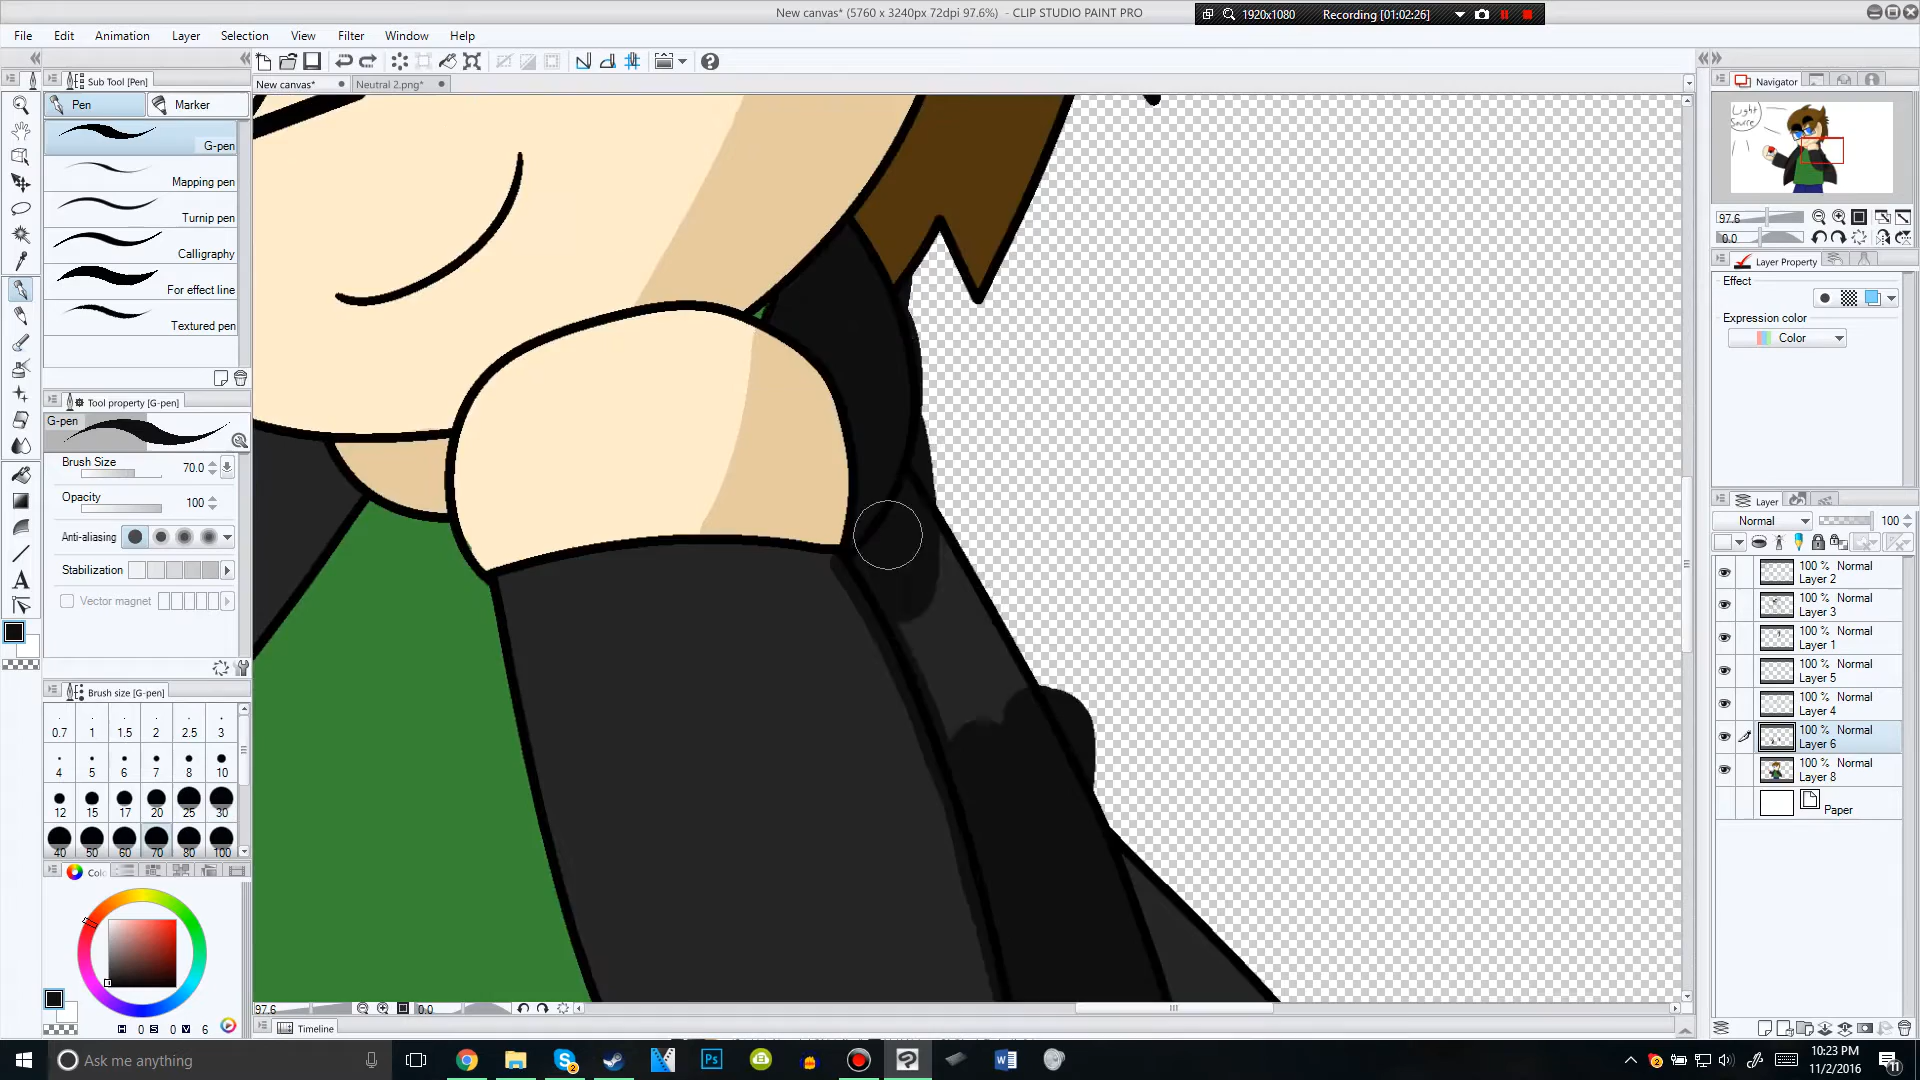 New canvas* (5760 x 3240px 72dpi 97.6%) - CLIP STUDIO PAINT PRO
1920x1080 Recording [01:02:26]
File Edit Animation Layer Selection View Filter Window Help
Sub Tool [Pen]
New canvas* Neutral 2.png*
Navigator
Pen Marker
Light
Source
G-pen
Mapping pen
Turnip pen
Calligraphy
For effect line
Textured pen
97.6
0.0
Layer Property
Effect
Expression color
Color
Tool property [G-pen]
G-pen
Brush Size 70.0
Opacity 100
Anti-aliasing
Stabilization
Vector magnet
Layer
Normal 100
100 % Normal
Layer 2
100 % Normal
Layer 3
100 % Normal
Layer 1
100 % Normal
Layer 5
100 % Normal
Layer 4
100 % Normal
Layer 6
100 % Normal
Layer 8
Paper
Brush size [G-pen]
0.7 1 1.5 2 2.5 3
4 5 6 7 8 10
12 15 17 20 25 30
40 50 60 70 80 100
Colo
H 0 S 0 V 6
97.6 0.0
Timeline
Ask me anything
10:23 PM
11/2/2016